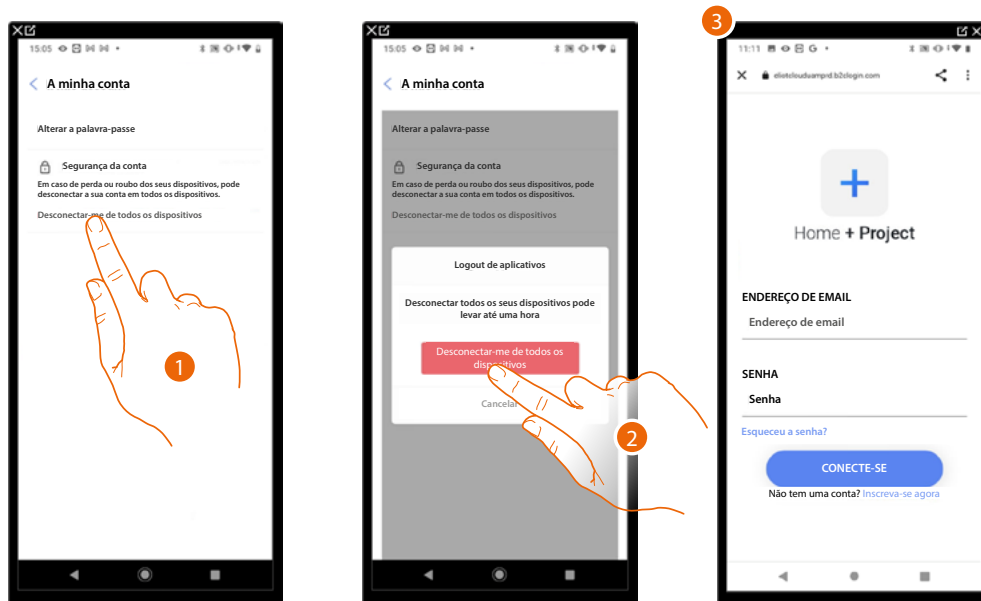 15:05
A minha conta
Alterar a palavra-passe
Segurança da conta
Em caso de perda ou roubo dos seus dispositivos, pode
desconectar a sua conta em todos os dispositivos.
Desconectar-me de todos os dispositivos
1
15:05
A minha conta
Alterar a palavra-passe
Segurança da conta
Em caso de perda ou roubo dos seus dispositivos, pode
desconectar a sua conta em todos os dispositivos.
Desconectar-me de todos os dispositivos
Logout de aplicativos
Desconectar todos os seus dispositivos pode
levar até uma hora
Desconectar-me de todos os
dispositivos
Cancelar
2
3
11:11 G
eliotclouduamprd.b2clogin.com
Home + Project
ENDEREÇO DE EMAIL
Endereço de email
SENHA
Senha
Esqueceu a senha?
CONECTE-SE
Não tem uma conta? Inscreva-se agora